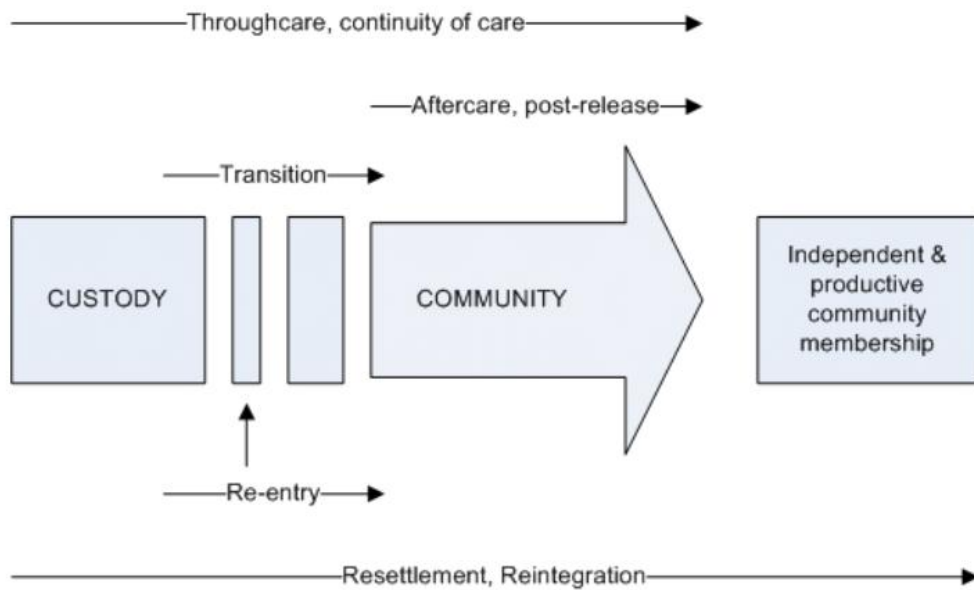 Throughcare, continuity of care
Aftercare, post-release
Transition
CUSTODY
COMMUNITY
Independent &
productive
community
membership
Re-entry
Resettlement, Reintegration